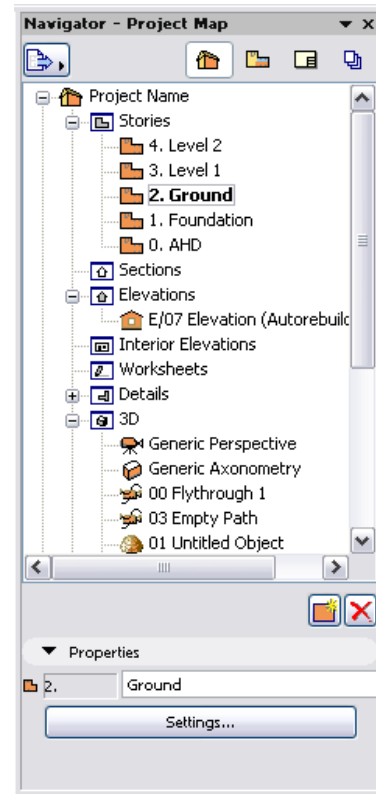 Navigator - Project Map
Project Name
Stories
4. Level 2
3. Level 1
2. Ground
1. Foundation
0. AHD
Sections
Elevations
E/07 Elevation (Autorebuild
Interior Elevations
Worksheets
Details
3D
Generic Perspective
Generic Axonometry
00 Flythrough 1
03 Empty Path
01 Untitled Object
Properties
2. Ground
Settings...